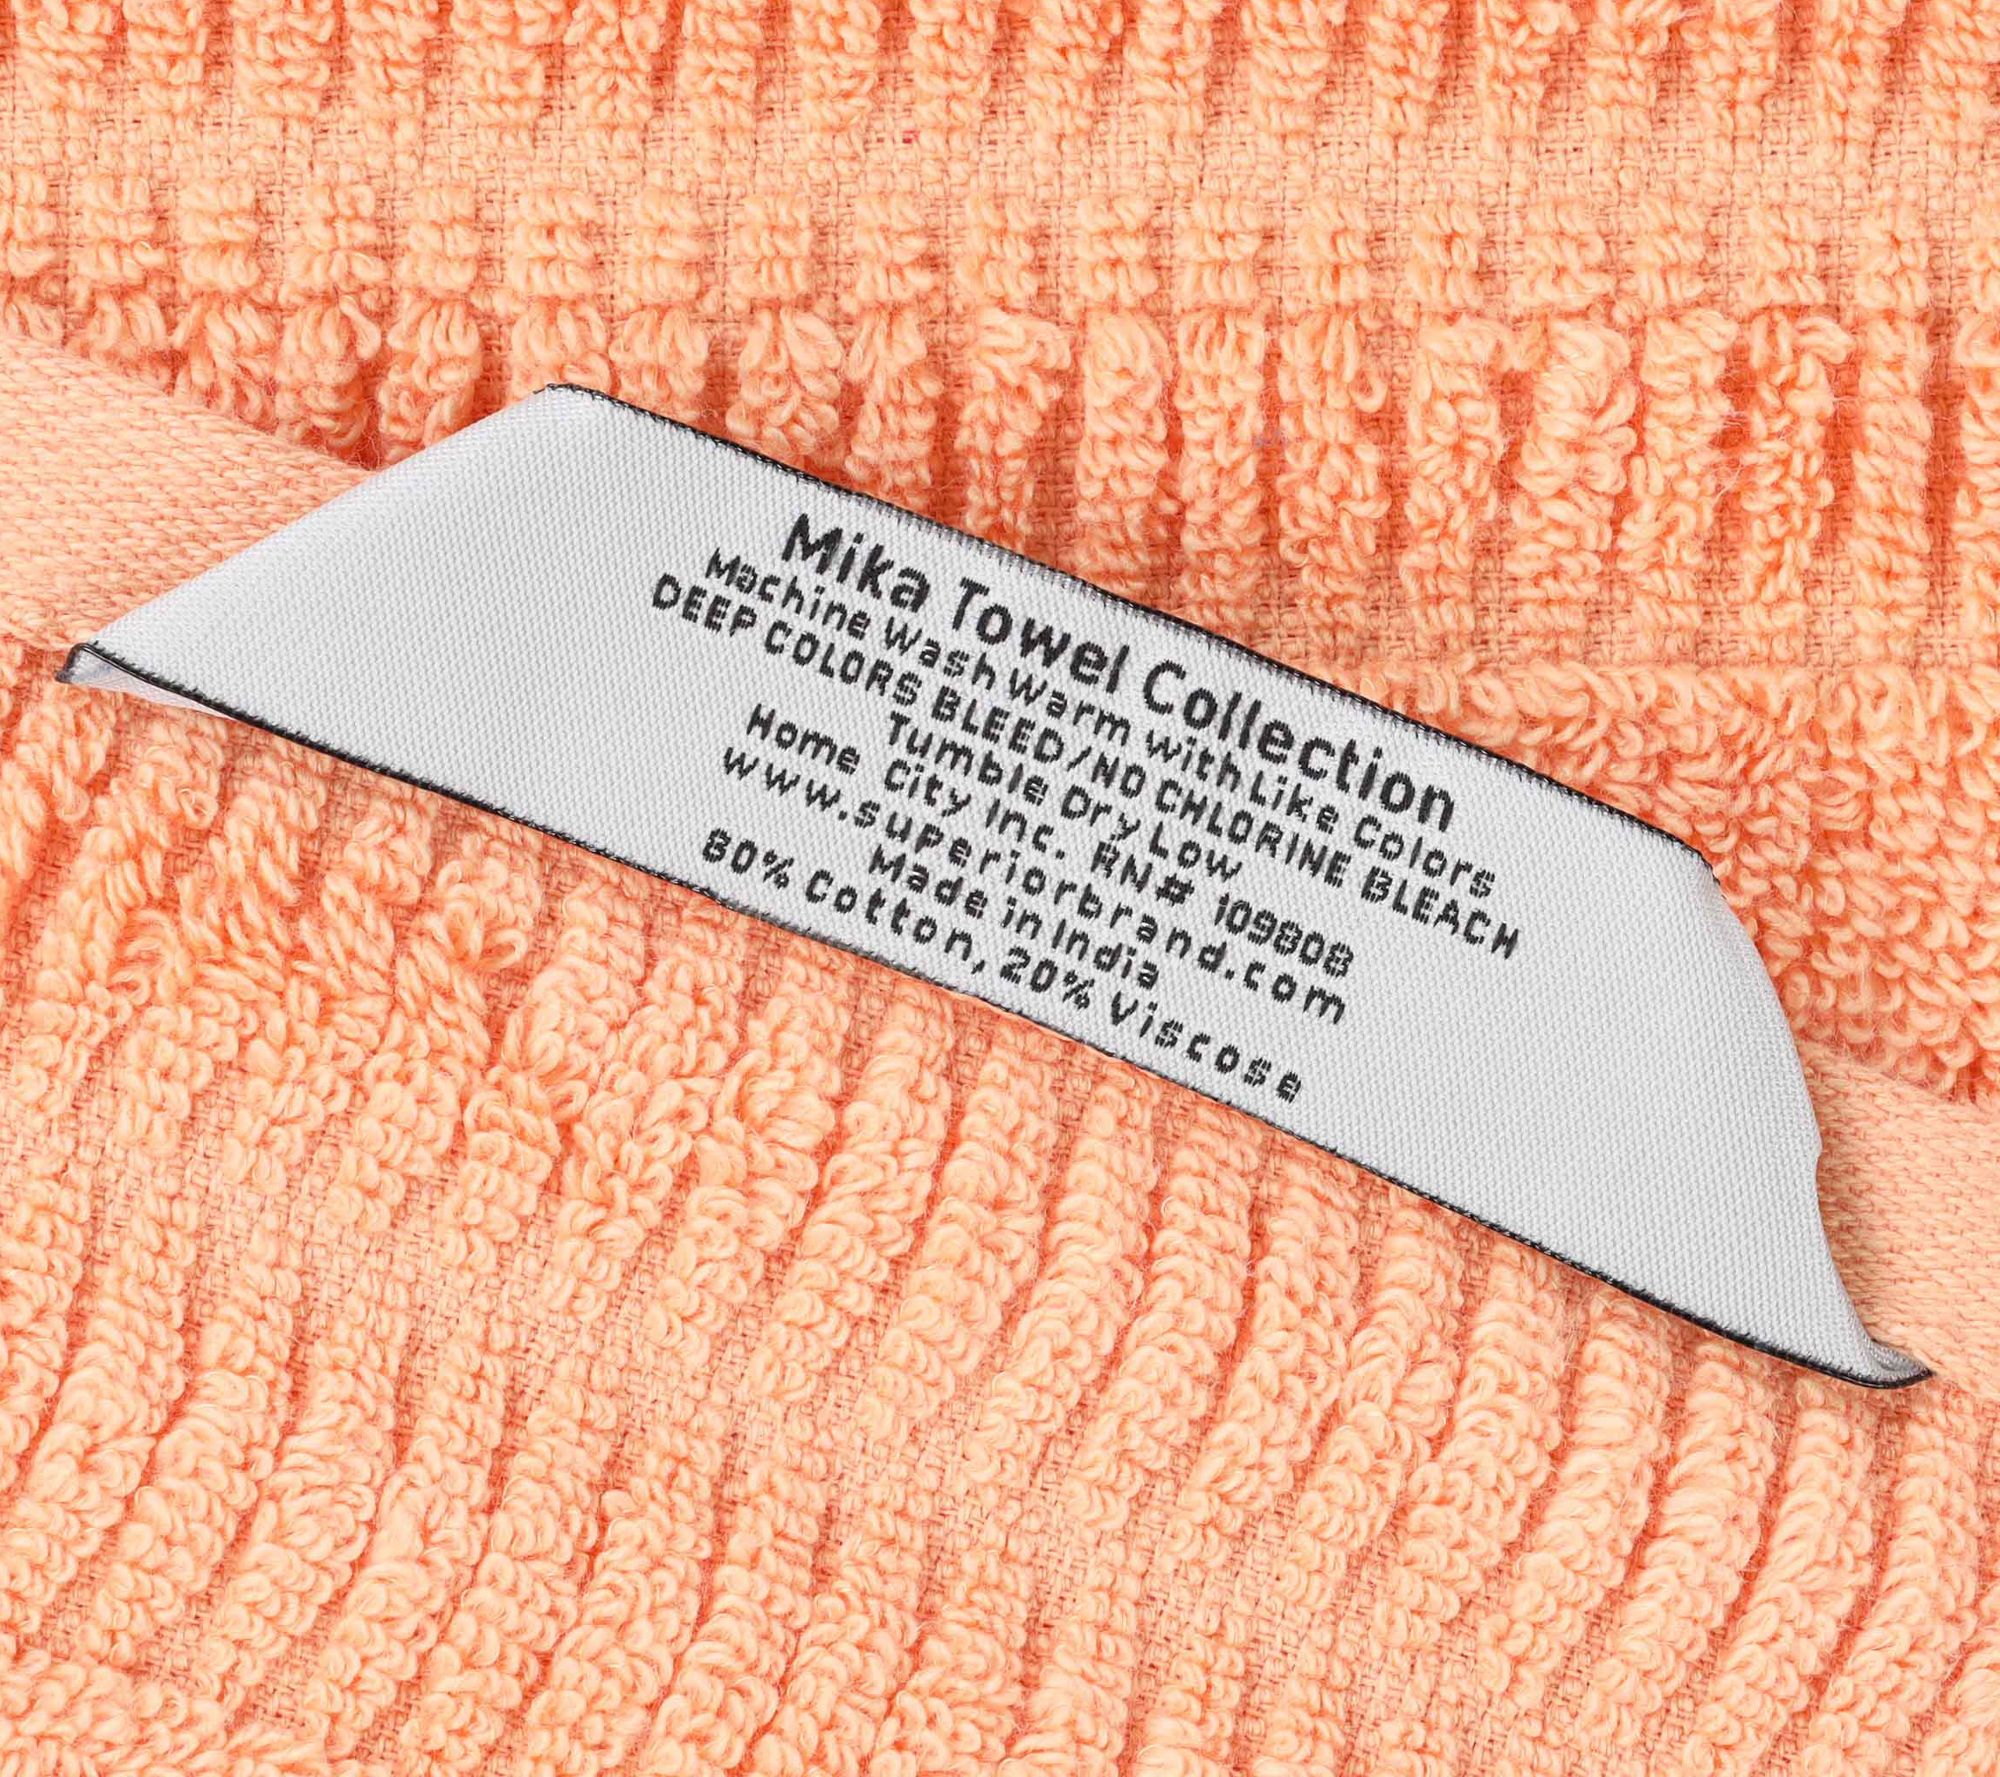 Mika Towel Collection
Machine Wash Warm with Like Colors
DEEP COLORS BLEED/NO CHLORINE BLEACH
Tumble Dry Low
Home City Inc. RN# 109808
www.superiorbrand.com
Made in India
80% Cotton, 20% Viscose